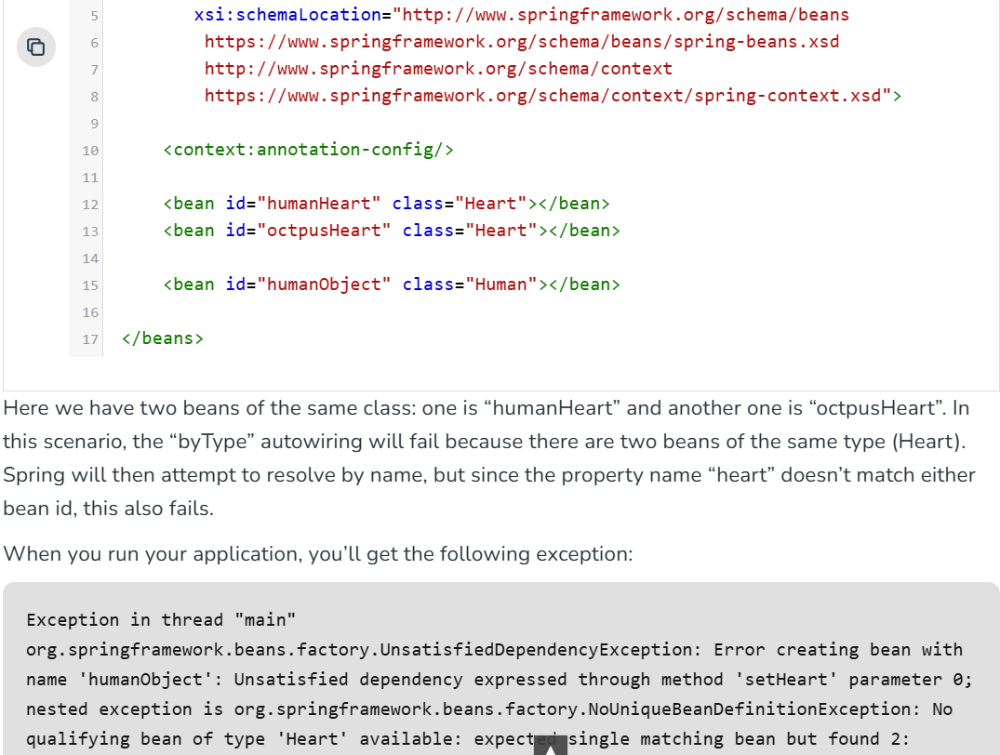 5 xsi:schemaLocation="http://www.springframework.org/schema/beans
6 https://www.springframework.org/schema/beans/spring-beans.xsd
7 http://www.springframework.org/schema/context
8 https://www.springframework.org/schema/context/spring-context.xsd">
9
10 <context:annotation-config/>
11
12 <bean id="humanHeart" class="Heart"></bean>
13 <bean id="octpusHeart" class="Heart"></bean>
14
15 <bean id="humanObject" class="Human"></bean>
16
17 </beans>
Here we have two beans of the same class: one is “humanHeart” and another one is “octpusHeart”. In
this scenario, the “byType” autowiring will fail because there are two beans of the same type (Heart).
Spring will then attempt to resolve by name, but since the property name “heart” doesn’t match either
bean id, this also fails.
When you run your application, you’ll get the following exception:
Exception in thread "main"
org.springframework.beans.factory.UnsatisfiedDependencyException: Error creating bean with
name 'humanObject': Unsatisfied dependency expressed through method 'setHeart' parameter 0;
nested exception is org.springframework.beans.factory.NoUniqueBeanDefinitionException: No
qualifying bean of type 'Heart' available: expected single matching bean but found 2: